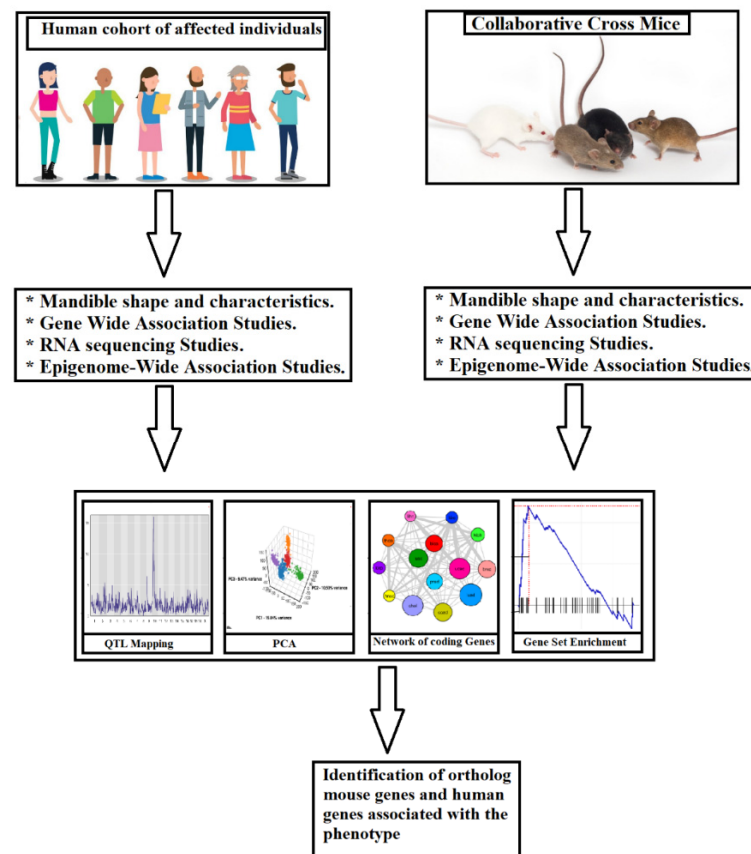 Human cohort of affected individuals
Collaborative Cross Mice
* Mandible shape and characteristics.
* Gene Wide Association Studies.
* RNA sequencing Studies.
* Epigenome-Wide Association Studies.
* Mandible shape and characteristics.
* Gene Wide Association Studies.
* RNA sequencing Studies.
* Epigenome-Wide Association Studies.
QTL Mapping
PCA
Network of coding Genes
Gene Set Enrichment
Identification of ortholog
mouse genes and human
genes associated with the
phenotype